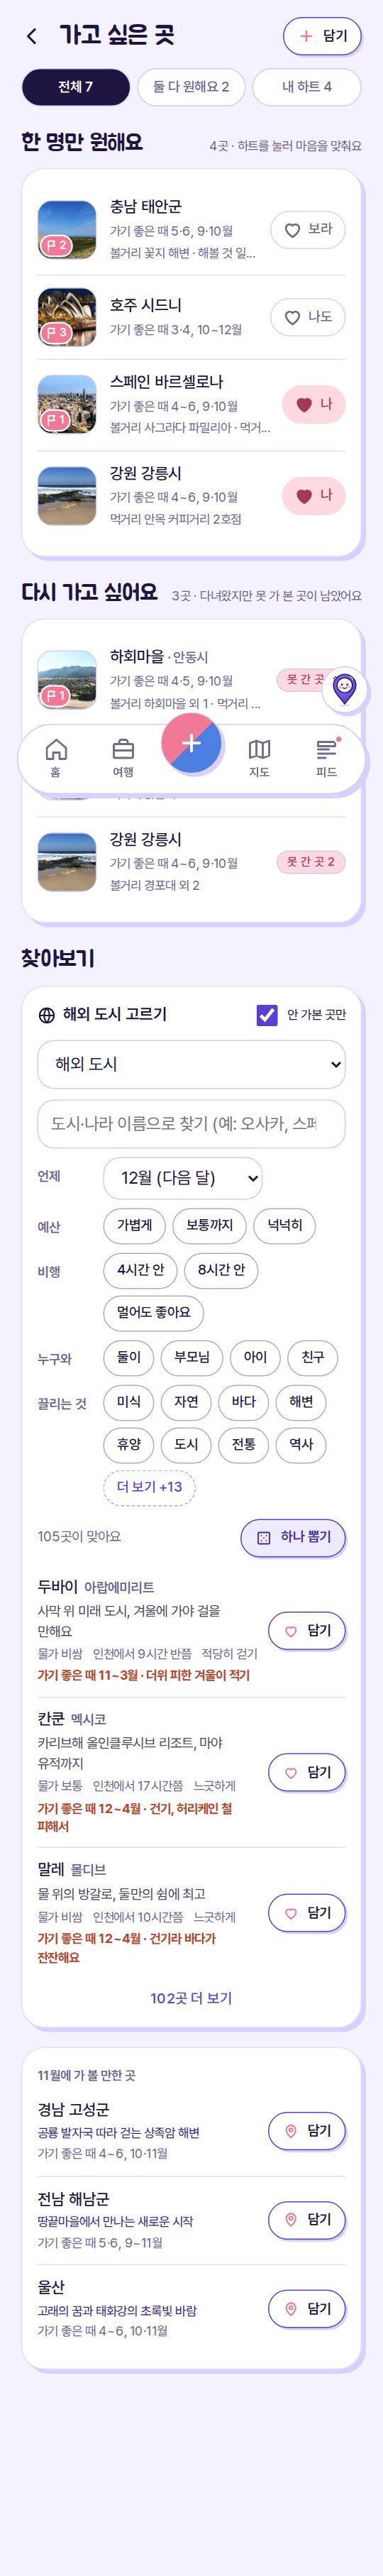 가고 싶은 곳
담기
전체 7
둘 다 원해요 2
내 하트 4
한 명만 원해요
4곳 · 하트를 눌러 마음을 맞춰요
충남 태안군
가기 좋은 때 5·6, 9·10월
볼거리 꽃지 해변 · 해볼 것 일...
2
보라
호주 시드니
가기 좋은 때 3·4, 10~12월
3
나도
스페인 바르셀로나
가기 좋은 때 4~6, 9·10월
볼거리 사그라다 파밀리아 · 먹거...
1
나
강원 강릉시
가기 좋은 때 4~6, 9·10월
먹거리 안목 커피거리 2호점
나
다시 가고 싶어요
3곳 · 다녀왔지만 못 가 본 곳이 남았어요
하회마을 · 안동시
가기 좋은 때 4·5, 9·10월
볼거리 하회마을 외 1 · 먹거리 ...
1
못 간 곳
홈
여행
지도
피드
강원 강릉시
가기 좋은 때 4~6, 9·10월
볼거리 경포대 외 2
못 간 곳 2
찾아보기
해외 도시 고르기
안 가본 곳만
해외 도시
도시·나라 이름으로 찾기 (예: 오사카, 스페
언제
12월 (다음 달)
예산
가볍게
보통까지
넉넉히
비행
4시간 안
8시간 안
멀어도 좋아요
누구와
둘이
부모님
아이
친구
끌리는 것
미식
자연
바다
해변
휴양
도시
전통
역사
더 보기 +13
105곳이 맞아요
하나 뽑기
두바이 아랍에미리트
사막 위 미래 도시, 겨울에 가야 걸을
만해요
물가 비쌈 인천에서 9시간 반쯤 적당히 걷기
가기 좋은 때 11~3월 · 더위 피한 겨울이 적기
담기
칸쿤 멕시코
카리브해 올인클루시브 리조트, 마야
유적까지
물가 보통 인천에서 17시간쯤 느긋하게
가기 좋은 때 12~4월 · 건기, 허리케인 철
피해서
담기
말레 몰디브
물 위의 방갈로, 둘만의 쉼에 최고
물가 비쌈 인천에서 10시간쯤 느긋하게
가기 좋은 때 12~4월 · 건기라 바다가
잔잔해요
담기
102곳 더 보기
11월에 가 볼 만한 곳
경남 고성군
공룡 발자국 따라 걷는 상족암 해변
가기 좋은 때 4~6, 10·11월
담기
전남 해남군
땅끝마을에서 만나는 새로운 시작
가기 좋은 때 5·6, 9~11월
담기
울산
고래의 꿈과 태화강의 초록빛 바람
가기 좋은 때 4~6, 10·11월
담기